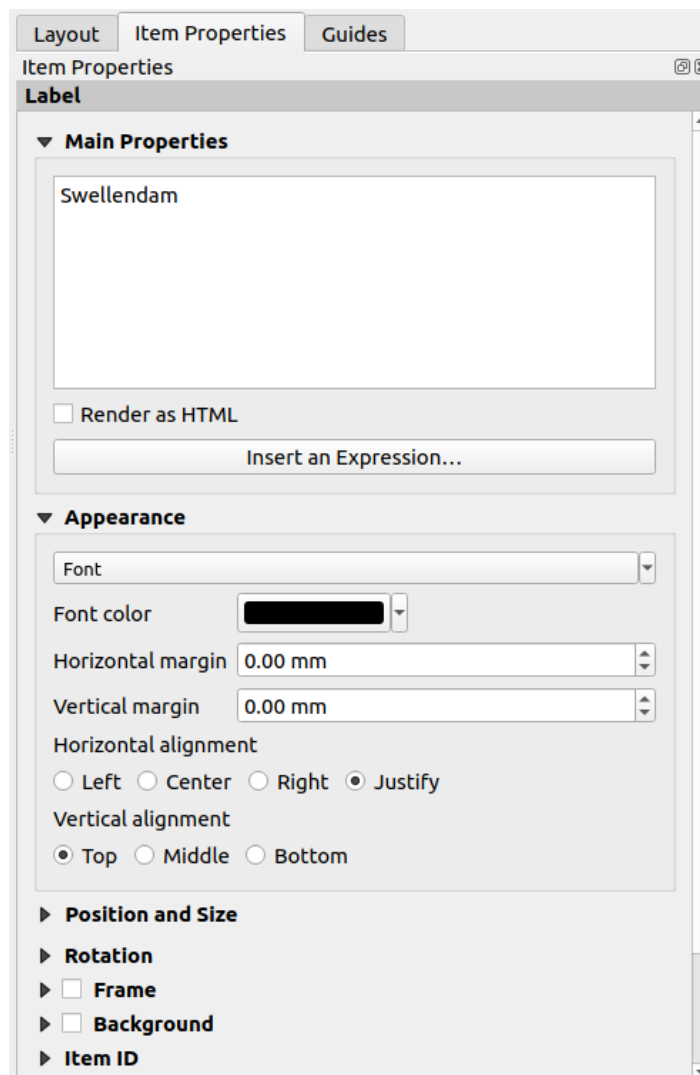 Layout Item Properties Guides
Item Properties
Label
Main Properties
Swellendam
Render as HTML
Insert an Expression...
Appearance
Font
Font color
Horizontal margin 0.00 mm
Vertical margin 0.00 mm
Horizontal alignment
Left Center Right Justify
Vertical alignment
Top Middle Bottom
Position and Size
Rotation
Frame
Background
Item ID